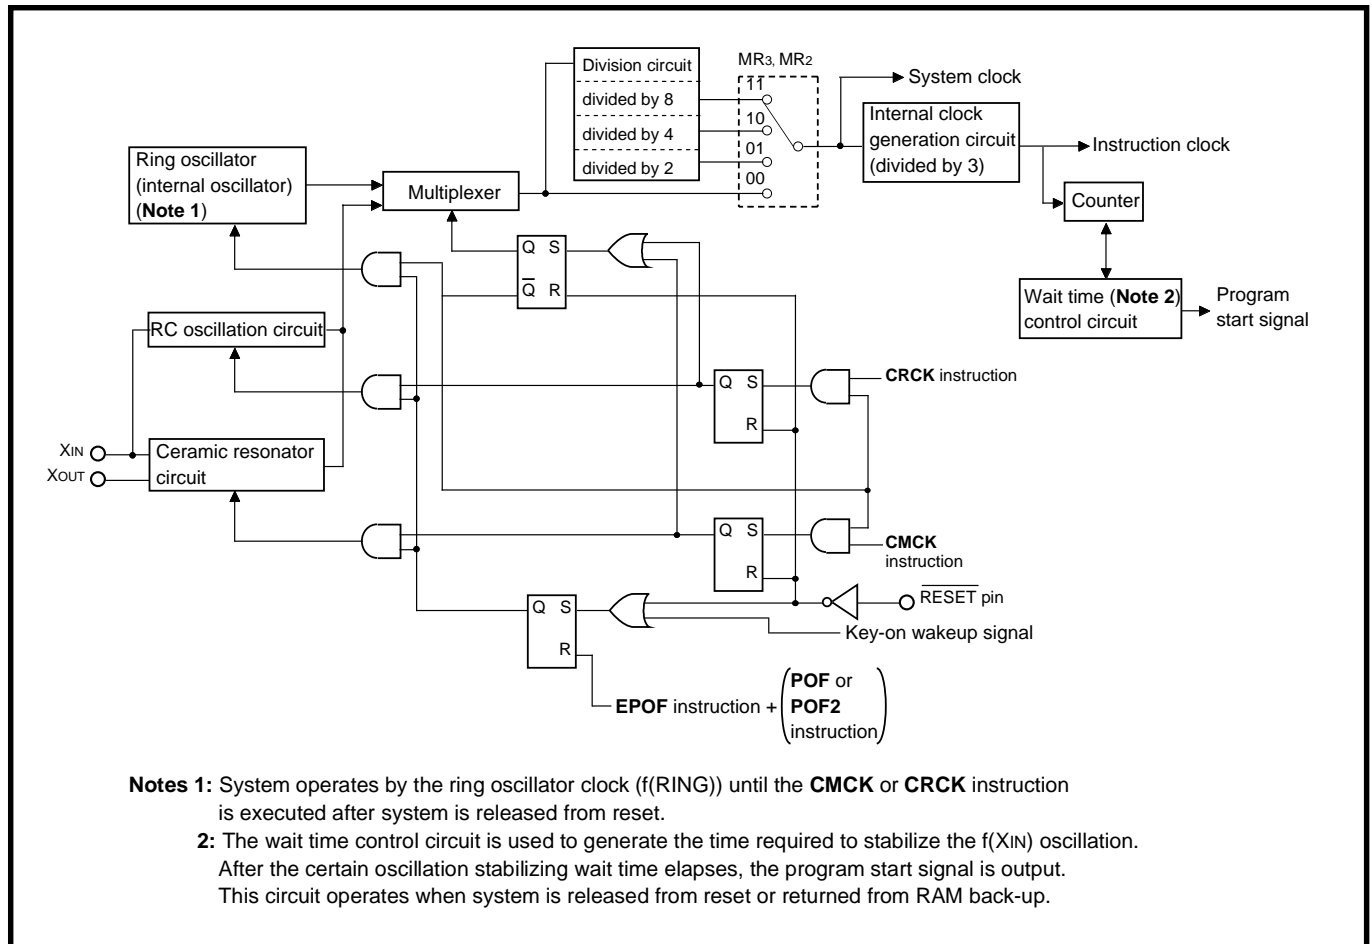 Division circuit
divided by 8
divided by 4
divided by 2
MR3, MR2
11
10
01
00
System clock
Internal clock
generation circuit
(divided by 3)
Instruction clock
Counter
Wait time (Note 2)
control circuit
Program
start signal
Ring oscillator
(internal oscillator)
(Note 1)
Multiplexer
Q S
Q̅ R
RC oscillation circuit
Q S
R
CRCK instruction
XIN
XOUT
Ceramic resonator
circuit
Q S
R
CMCK
instruction
R̅E̅S̅E̅T̅ pin
Key-on wakeup signal
Q S
R
EPOF instruction +
POF or
POF2
instruction
Notes 1: System operates by the ring oscillator clock (f(RING)) until the CMCK or CRCK instruction
is executed after system is released from reset.
2: The wait time control circuit is used to generate the time required to stabilize the f(XIN) oscillation.
After the certain oscillation stabilizing wait time elapses, the program start signal is output.
This circuit operates when system is released from reset or returned from RAM back-up.